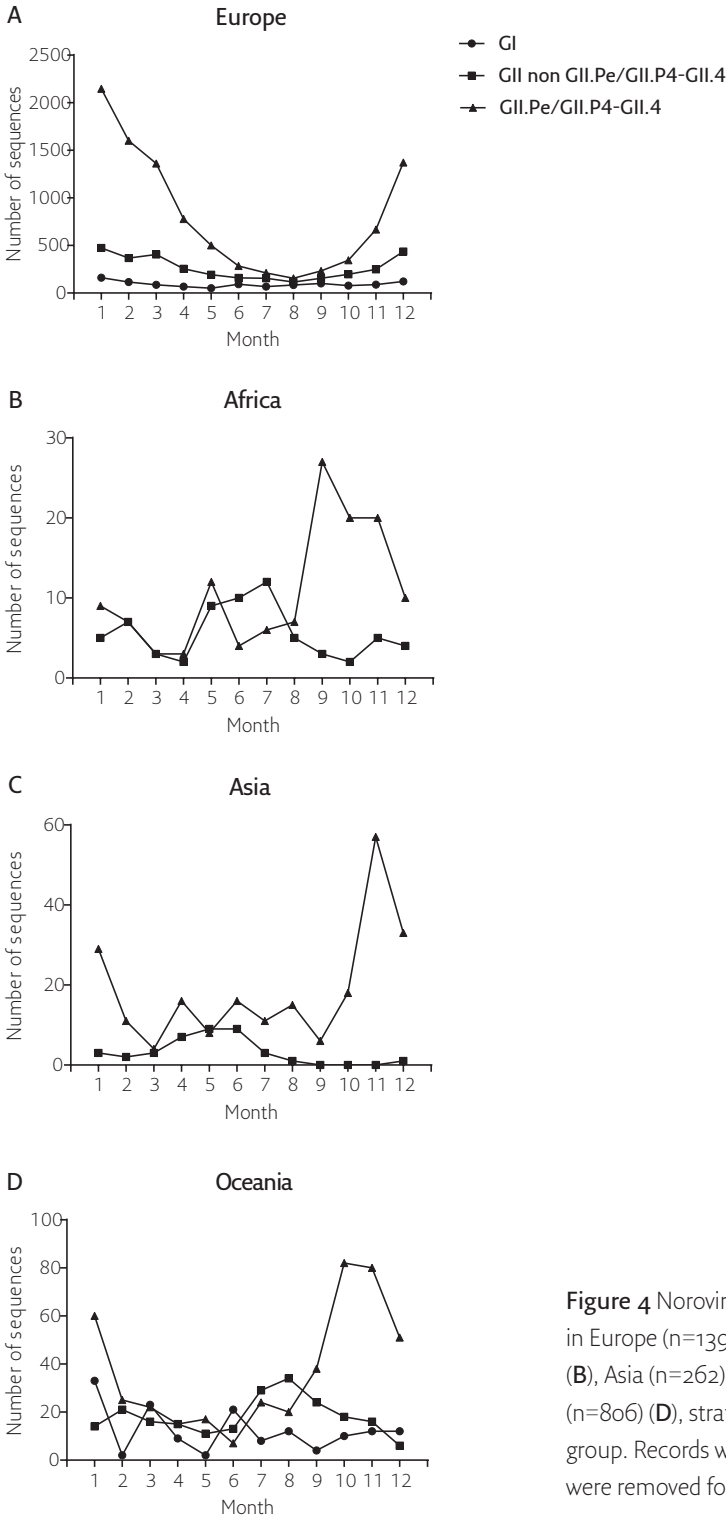 A
Europe
GI
GII non GII.Pe/GII.P4-GII.4
GII.Pe/GII.P4-GII.4
Number of sequences
2500
2000
1500
1000
500
0
1 2 3 4 5 6 7 8 9 10 11 12
Month
B
Africa
Number of sequences
30
20
10
0
1 2 3 4 5 6 7 8 9 10 11 12
Month
C
Asia
Number of sequences
60
40
20
0
1 2 3 4 5 6 7 8 9 10 11 12
Month
D
Oceania
Number of sequences
100
80
60
40
20
0
1 2 3 4 5 6 7 8 9 10 11 12
Month
Figure 4
in Europe (n=139
(B), Asia (n=262)
(n=806) (D), strat
group. Records w
were removed fo